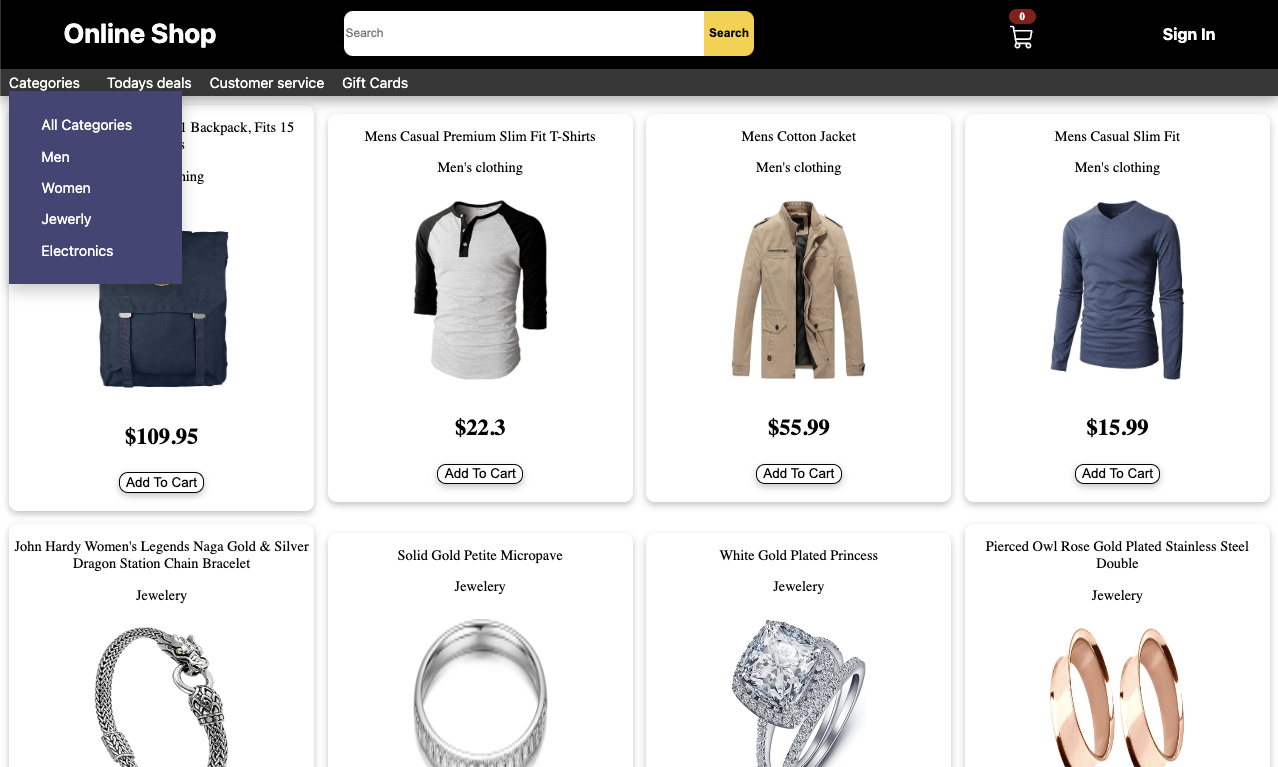 Online Shop
Search
Search
0
Sign In
Categories
Todays deals
Customer service
Gift Cards
All Categories
Men
Women
Jewerly
Electronics
Backpack, Fits 15
Mens Casual Premium Slim Fit T-Shirts
Men's clothing
Mens Cotton Jacket
Men's clothing
Mens Casual Slim Fit
Men's clothing
$109.95
Add To Cart
$22.3
Add To Cart
$55.99
Add To Cart
$15.99
Add To Cart
John Hardy Women's Legends Naga Gold & Silver
Dragon Station Chain Bracelet
Jewelery
Solid Gold Petite Micropave
Jewelery
White Gold Plated Princess
Jewelery
Pierced Owl Rose Gold Plated Stainless Steel
Double
Jewelery